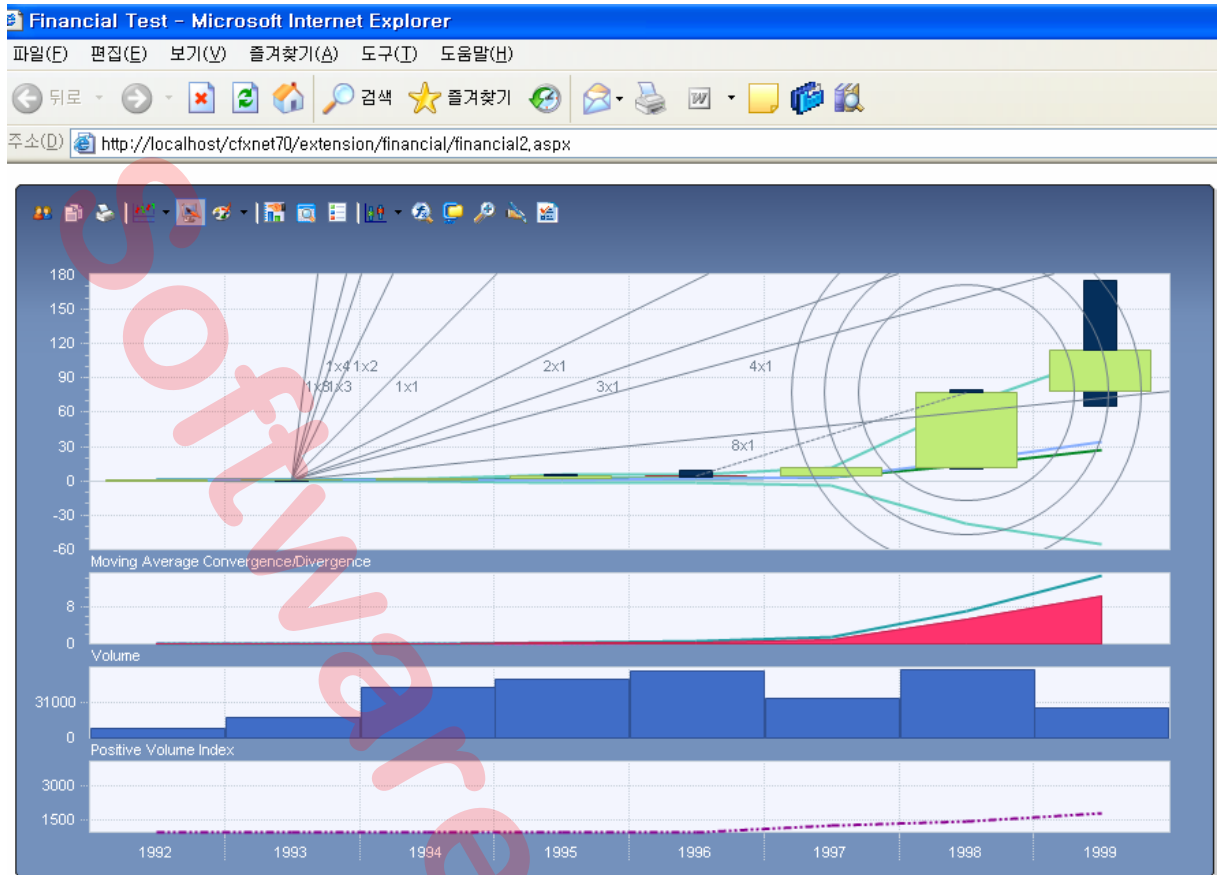 Financial Test - Microsoft Internet Explorer
파일(F) 편집(E) 보기(V) 즐겨찾기(A) 도구(T) 도움말(H)
뒤로 검색 즐겨찾기
주소(D) http://localhost/cfxnet70/extension/financial/financial2.aspx
180
150
120
90
60
30
0
-30
-60
1x4 1x2
1x8 1x3 1x1
2x1
3x1
4x1
8x1
Moving Average Convergence/Divergence
8
0
Volume
31000
0
Positive Volume Index
3000
1500
1992 1993 1994 1995 1996 1997 1998 1999
Software